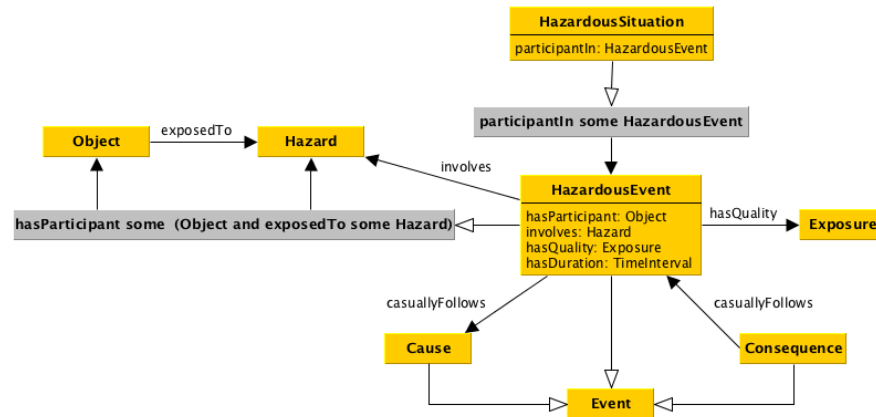 HazardousSituation
participantIn: HazardousEvent
participantIn some HazardousEvent
Object
exposedTo
Hazard
involves
HazardousEvent
hasParticipant: Object
involves: Hazard
hasQuality: Exposure
hasDuration: TimeInterval
hasQuality
Exposure
hasParticipant some (Object and exposedTo some Hazard)
casuallyFollows
casuallyFollows
Cause
Consequence
Event